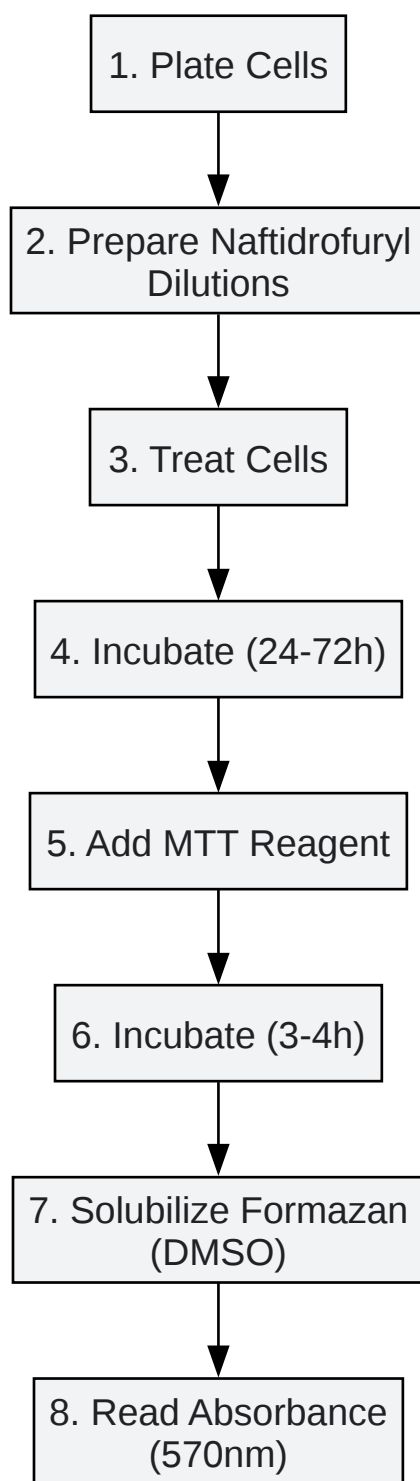 1. Plate Cells
2. Prepare Naftidrofuryl
Dilutions
3. Treat Cells
4. Incubate (24-72h)
5. Add MTT Reagent
6. Incubate (3-4h)
7. Solubilize Formazan
(DMSO)
8. Read Absorbance
(570nm)